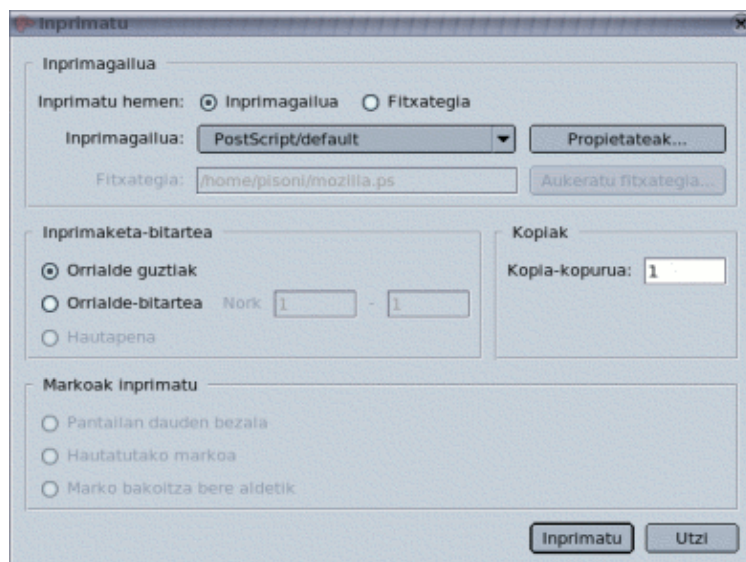 Inprimatu
Inprimagailua
Inprimatu hemen: Inprimagailua Fitxategia
Inprimagailua: PostScript/default Propietateak...
Fitxategia: /home/pisoni/mozilla.ps Aukeratu fitxategia...
Inprimaketa-bitartea
Orrialde guztiak
Orrialde-bitartea Nork 1 - 1
Hautapena
Kopiak
Kopia-kopurua: 1
Markoak inprimatu
Pantailan dauden bezala
Hautatutako markoa
Marko bakoitza bere aldetik
Inprimatu Utzi